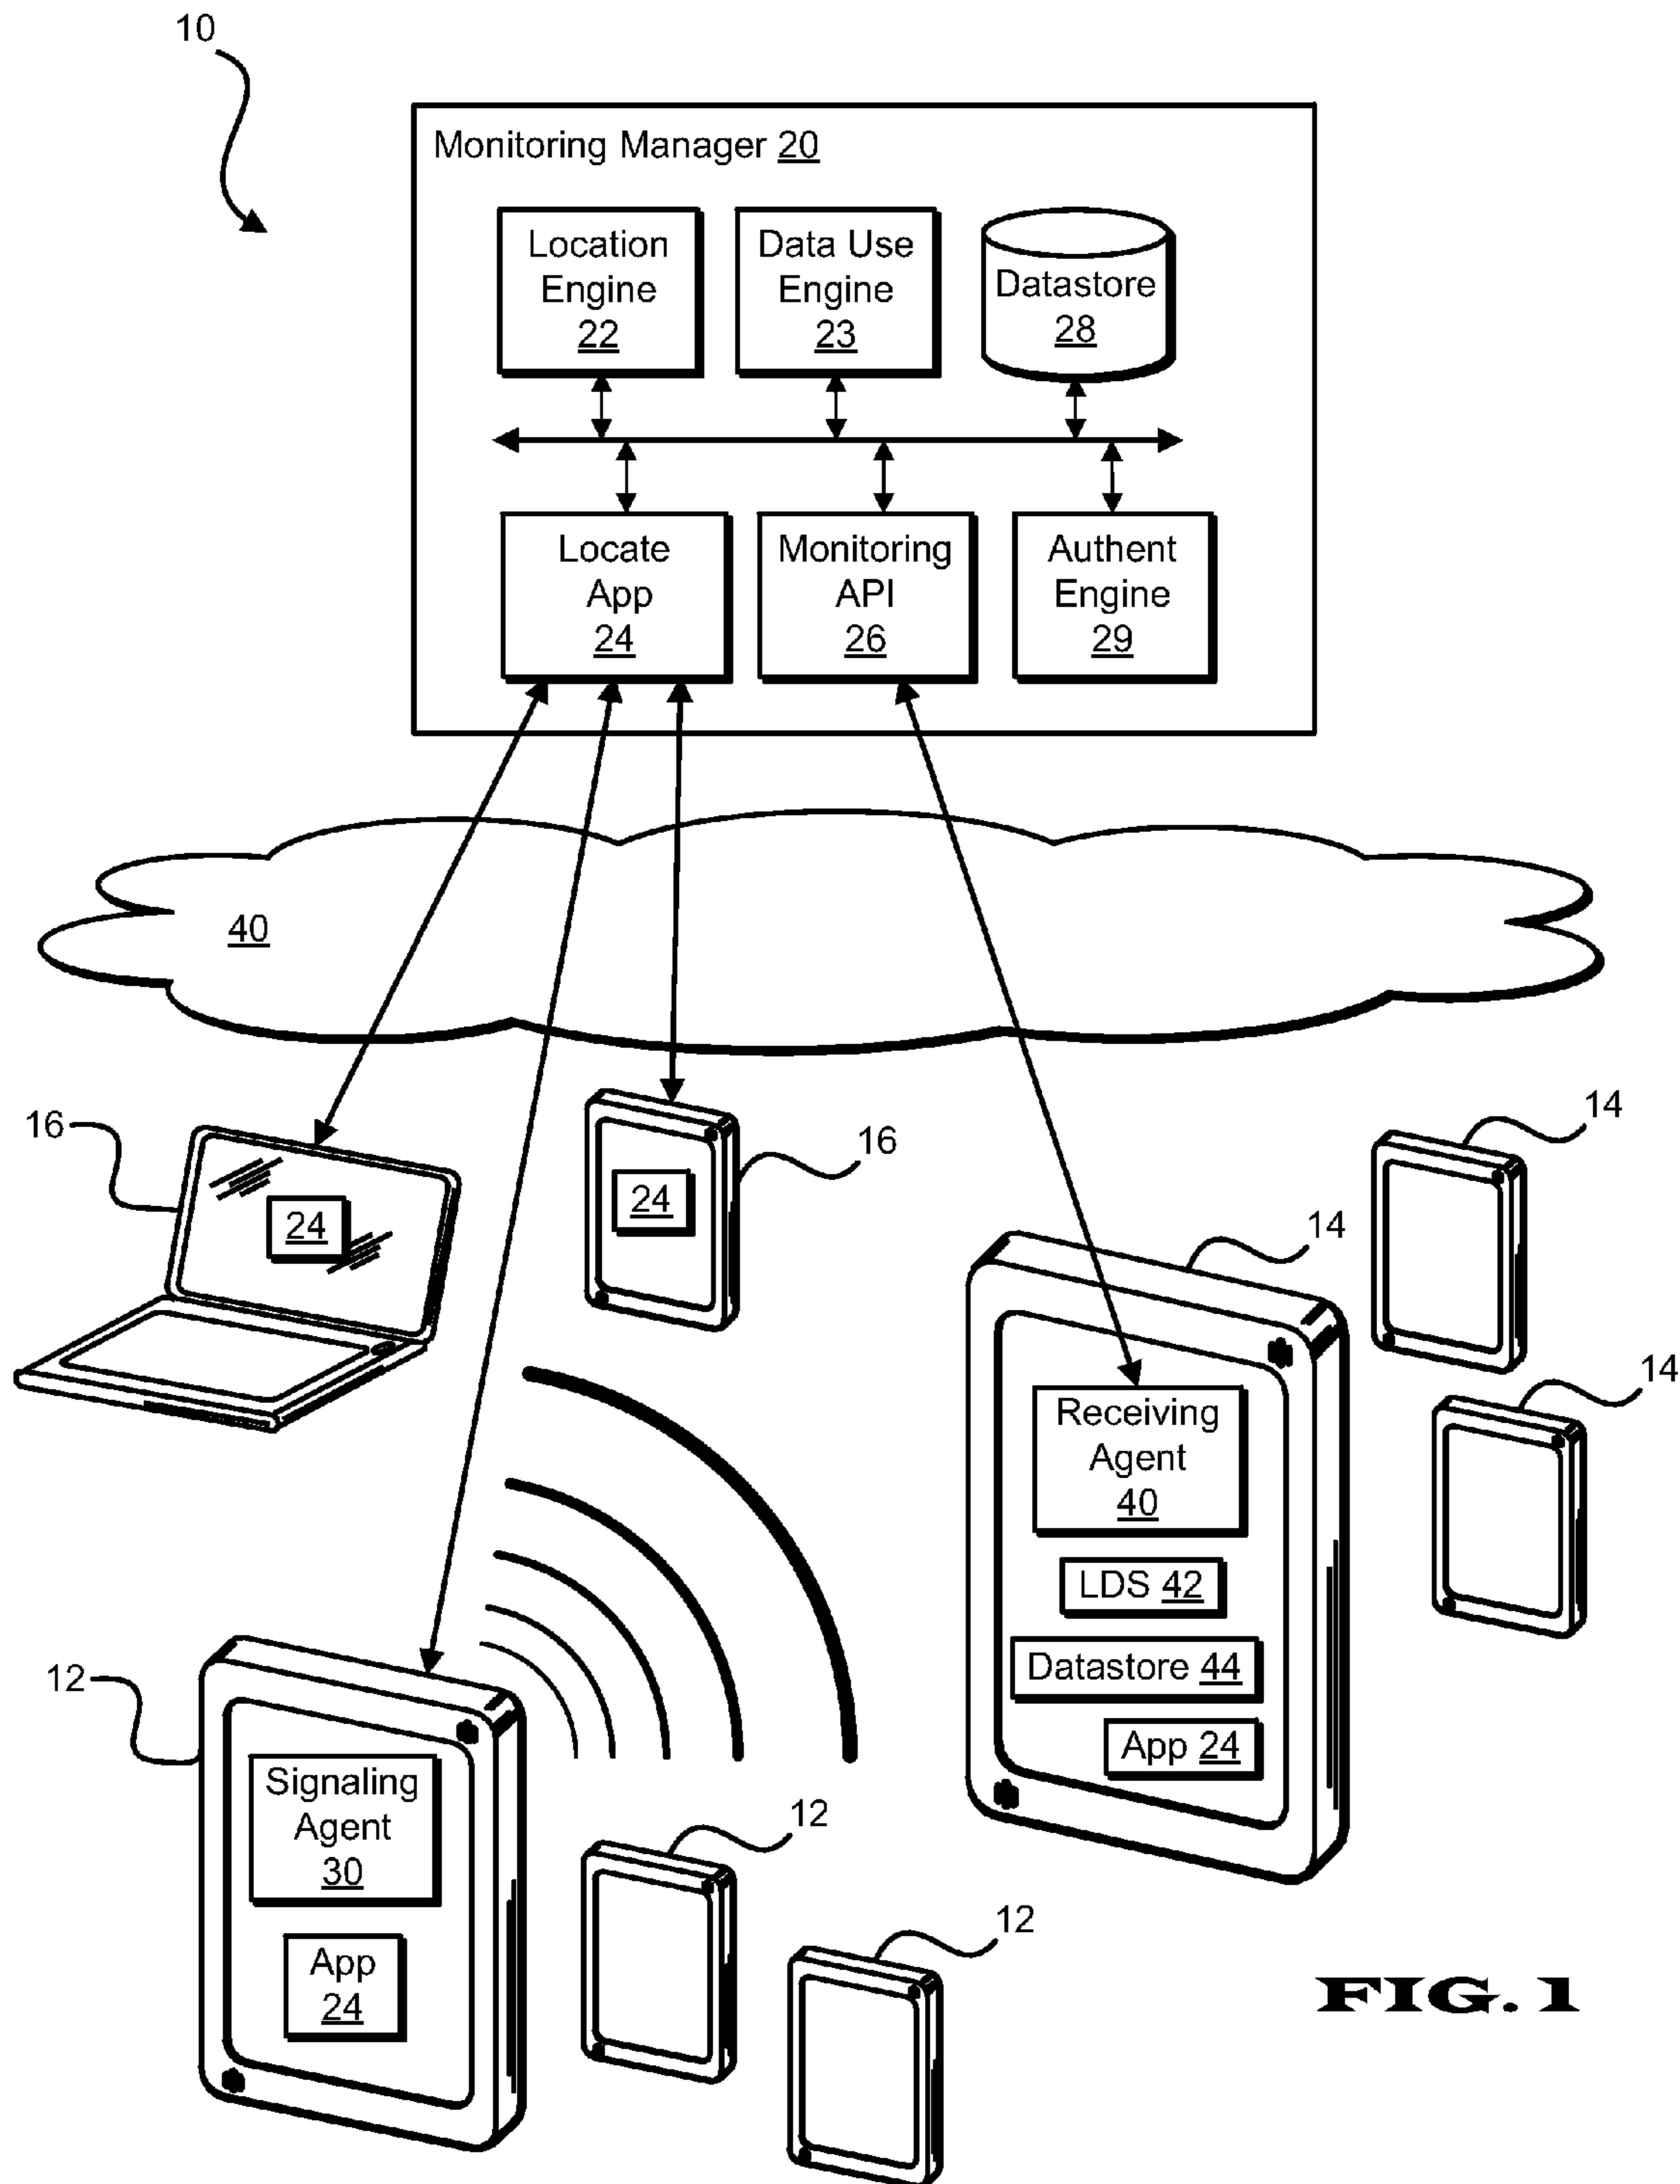 10
Monitoring Manager 20
Location
Engine
22
Data Use
Engine
23
Datastore
28
Locate
App
24
Monitoring
API
26
Authent
Engine
29
40
16
24
24
16
14
14
14
Receiving
Agent
40
LDS 42
Datastore 44
App 24
12
Signaling
Agent
30
App
24
12
12
FIG. 1